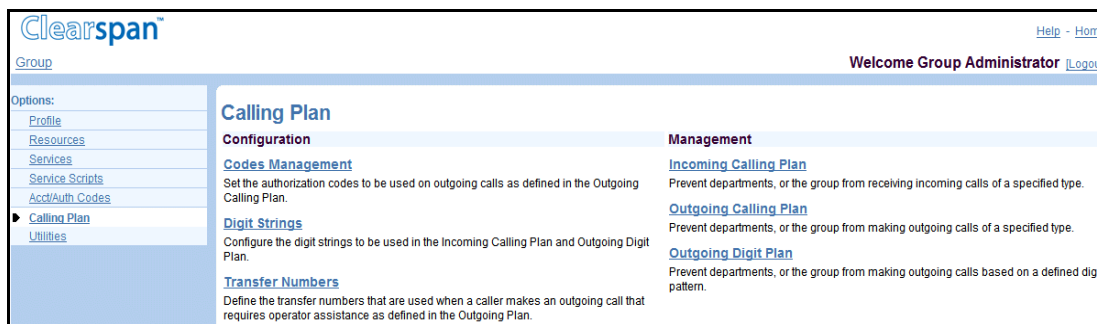 Clearspan™
Help - Hom
Group
Welcome Group Administrator [Logou
Options:
Profile
Resources
Services
Service Scripts
Acct/Auth Codes
Calling Plan
Utilities
Calling Plan
Configuration
Codes Management
Set the authorization codes to be used on outgoing calls as defined in the Outgoing
Calling Plan.
Digit Strings
Configure the digit strings to be used in the Incoming Calling Plan and Outgoing Digit
Plan.
Transfer Numbers
Define the transfer numbers that are used when a caller makes an outgoing call that
requires operator assistance as defined in the Outgoing Plan.
Management
Incoming Calling Plan
Prevent departments, or the group from receiving incoming calls of a specified type.
Outgoing Calling Plan
Prevent departments, or the group from making outgoing calls of a specified type.
Outgoing Digit Plan
Prevent departments, or the group from making outgoing calls based on a defined dig
pattern.